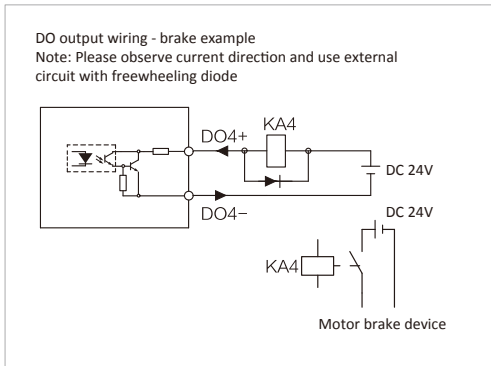 DO output wiring - brake example
Note: Please observe current direction and use external
circuit with freewheeling diode
DO4+
KA4
DC 24V
DO4−
DC 24V
KA4
Motor brake device